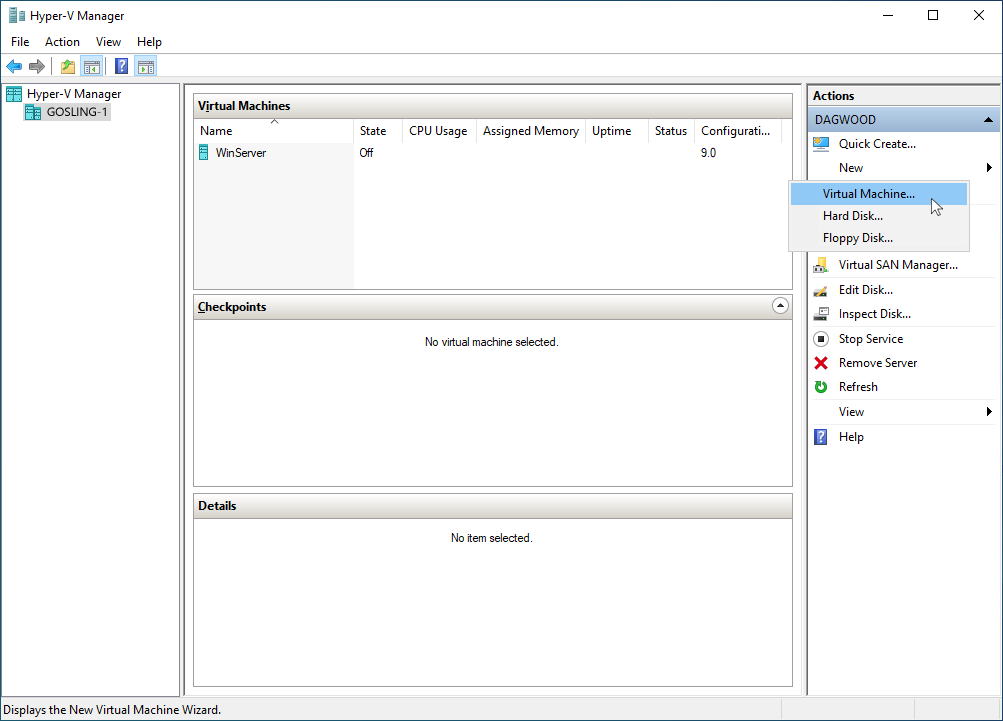 Hyper-V Manager
File Action View Help
Hyper-V Manager
GOSLING-1
Virtual Machines
Name State CPU Usage Assigned Memory Uptime Status Configurati...
WinServer Off 9.0
Checkpoints
No virtual machine selected.
Details
No item selected.
Actions
DAGWOOD
Quick Create...
New
Virtual Machine...
Hard Disk...
Floppy Disk...
Virtual SAN Manager...
Edit Disk...
Inspect Disk...
Stop Service
Remove Server
Refresh
View
Help
Displays the New Virtual Machine Wizard.